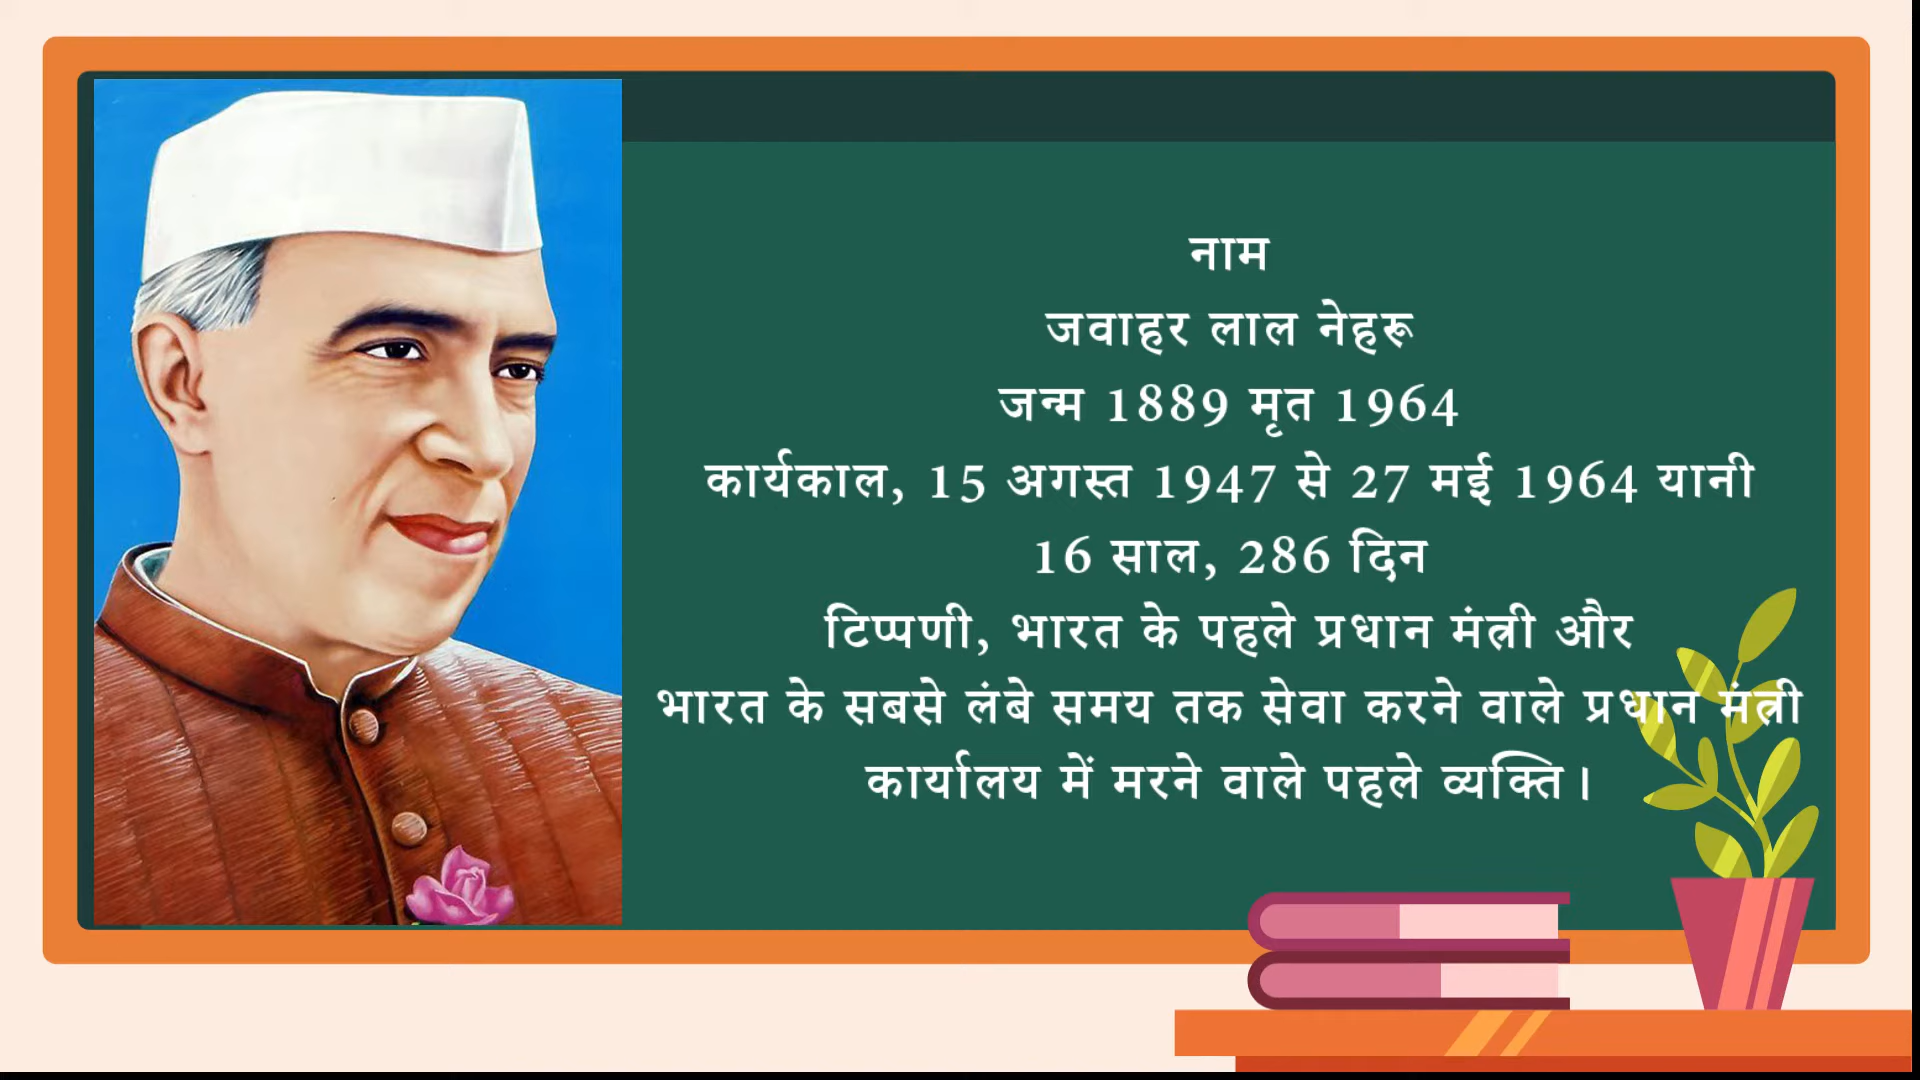 नाम
जवाहर लाल नेहरू
जन्म 1889 मृत 1964
कार्यकाल, 15 अगस्त 1947 से 27 मई 1964 यानी
16 साल, 286 दिन
टिप्पणी, भारत के पहले प्रधान मंत्री और
भारत के सबसे लंबे समय तक सेवा करने वाले प्रधान मंत्री
कार्यालय में मरने वाले पहले व्यक्ति।